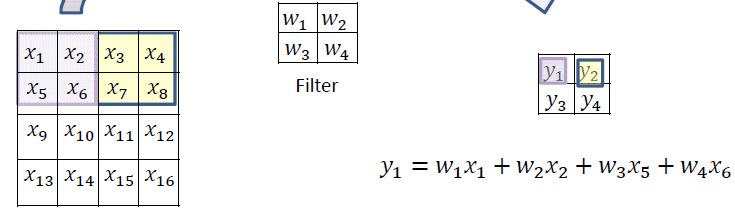 w₁ w₂
w₃ w₄
Filter
x₁ x₂ x₃ x₄
x₅ x₆ x₇ x₈
x₉ x₁₀ x₁₁ x₁₂
x₁₃ x₁₄ x₁₅ x₁₆
y₁ y₂
y₃ y₄
y₁ = w₁x₁ + w₂x₂ + w₃x₅ + w₄x₆